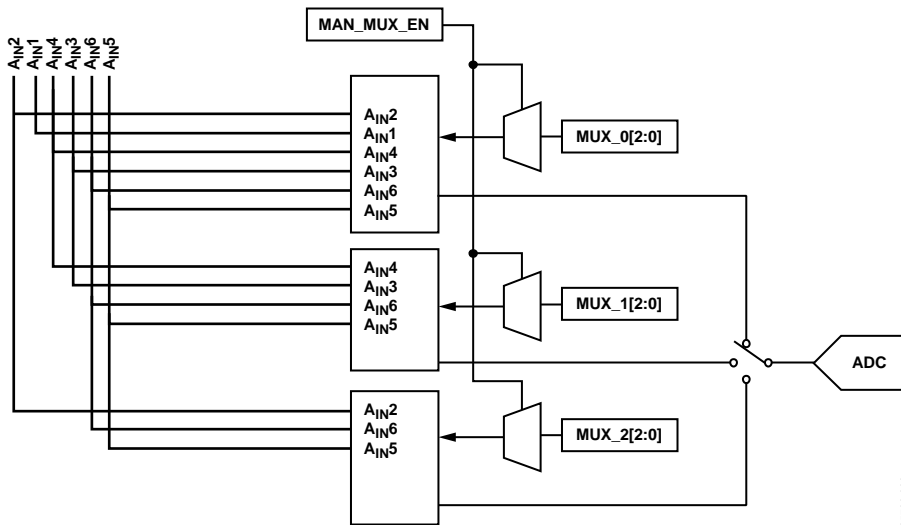 MAN_MUX_EN
AIN2
AIN1
AIN4
AIN3
AIN6
AIN5
AIN2
AIN1
AIN4
AIN3
AIN6
AIN5
MUX_0[2:0]
AIN4
AIN3
AIN6
AIN5
MUX_1[2:0]
ADC
AIN2
AIN6
AIN5
MUX_2[2:0]